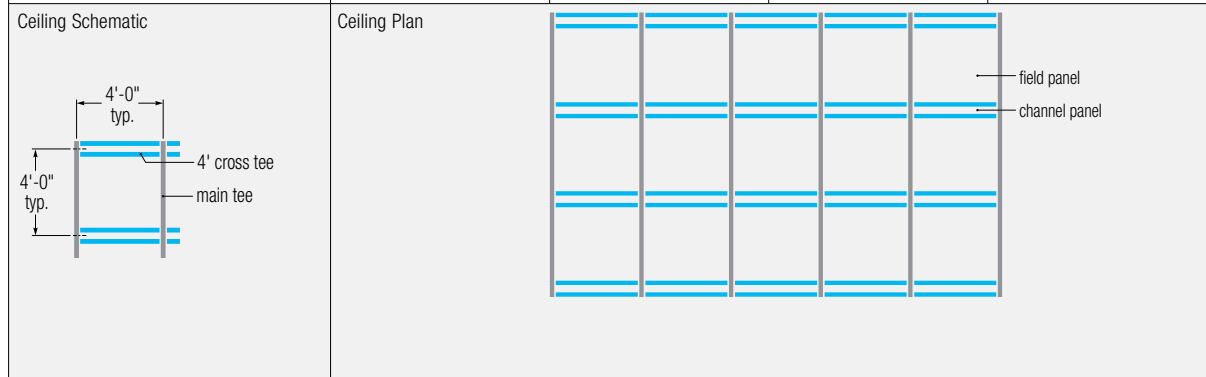 Ceiling Schematic
4'-0"
typ.
4'-0"
typ.
4' cross tee
main tee
Ceiling Plan
field panel
channel panel